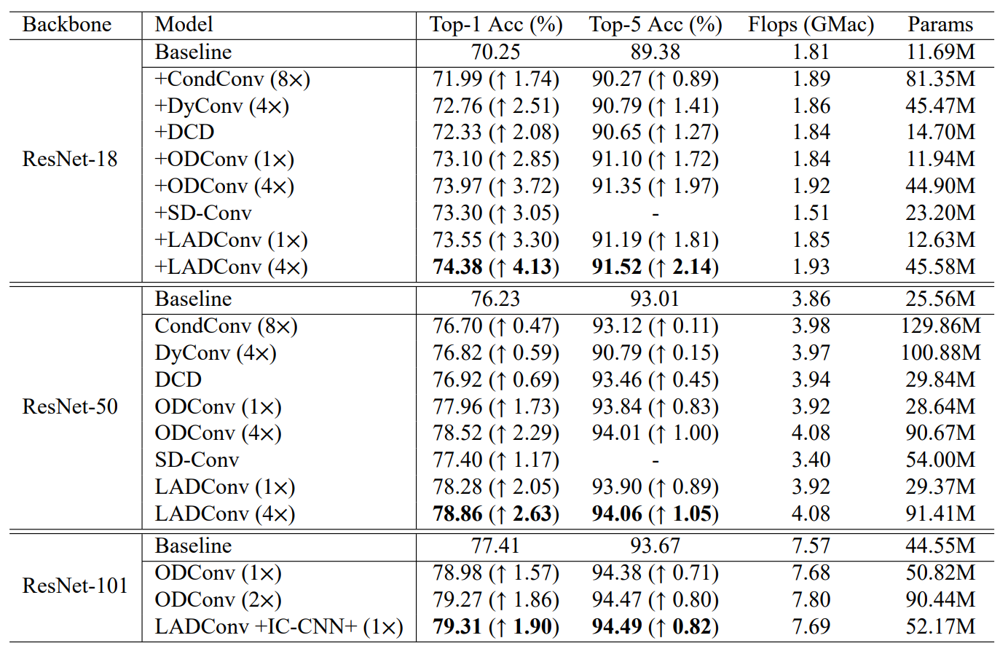 Backbone Model Top-1 Acc (%) Top-5 Acc (%) Flops (GMac) Params
Baseline 70.25 89.38 1.81 11.69M
+CondConv (8×) 71.99 (↑ 1.74) 90.27 (↑ 0.89) 1.89 81.35M
+DyConv (4×) 72.76 (↑ 2.51) 90.79 (↑ 1.41) 1.86 45.47M
+DCD 72.33 (↑ 2.08) 90.65 (↑ 1.27) 1.84 14.70M
ResNet-18 +ODConv (1×) 73.10 (↑ 2.85) 91.10 (↑ 1.72) 1.84 11.94M
+ODConv (4×) 73.97 (↑ 3.72) 91.35 (↑ 1.97) 1.92 44.90M
+SD-Conv 73.30 (↑ 3.05) - 1.51 23.20M
+LADConv (1×) 73.55 (↑ 3.30) 91.19 (↑ 1.81) 1.85 12.63M
+LADConv (4×) 74.38 (↑ 4.13) 91.52 (↑ 2.14) 1.93 45.58M
Baseline 76.23 93.01 3.86 25.56M
CondConv (8×) 76.70 (↑ 0.47) 93.12 (↑ 0.11) 3.98 129.86M
DyConv (4×) 76.82 (↑ 0.59) 90.79 (↑ 0.15) 3.97 100.88M
DCD 76.92 (↑ 0.69) 93.46 (↑ 0.45) 3.94 29.84M
ResNet-50 ODConv (1×) 77.96 (↑ 1.73) 93.84 (↑ 0.83) 3.92 28.64M
ODConv (4×) 78.52 (↑ 2.29) 94.01 (↑ 1.00) 4.08 90.67M
SD-Conv 77.40 (↑ 1.17) - 3.40 54.00M
LADConv (1×) 78.28 (↑ 2.05) 93.90 (↑ 0.89) 3.92 29.37M
LADConv (4×) 78.86 (↑ 2.63) 94.06 (↑ 1.05) 4.08 91.41M
Baseline 77.41 93.67 7.57 44.55M
ResNet-101 ODConv (1×) 78.98 (↑ 1.57) 94.38 (↑ 0.71) 7.68 50.82M
ODConv (2×) 79.27 (↑ 1.86) 94.47 (↑ 0.80) 7.80 90.44M
LADConv +IC-CNN+ (1×) 79.31 (↑ 1.90) 94.49 (↑ 0.82) 7.69 52.17M